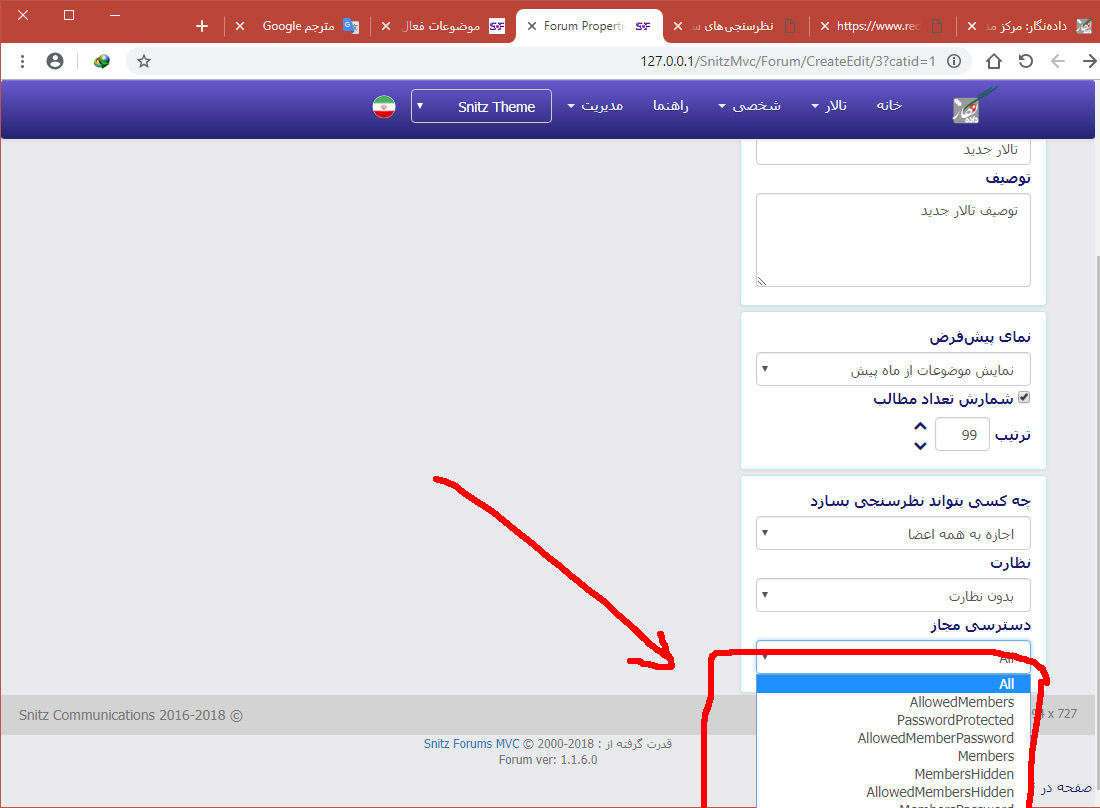 داده‌نگار: مرکز مد
https://www.rec
نظرسنجی‌های س
Forum Properti
موضوعات فعال
مترجم Google
127.0.0.1/SnitzMvc/Forum/CreateEdit/3?catid=1
خانه
تالار
شخصی
راهنما
مدیریت
Snitz Theme
تالار جدید
توصیف
توصیف تالار جدید
نمای پیش‌فرض
نمایش موضوعات از ماه پیش
شمارش تعداد مطالب
ترتیب 99
چه کسی بتواند نظرسنجی بسازد
اجازه به همه اعضا
نظارت
بدون نظارت
دسترسی مجاز
All
All
AllowedMembers
PasswordProtected
AllowedMemberPassword
Members
MembersHidden
AllowedMembersHidden
MembersPassword
Snitz Communications 2016-2018 ©
x 727
قدرت گرفته از : Snitz Forums MVC © 2000-2018
Forum ver: 1.1.6.0
صفحه در